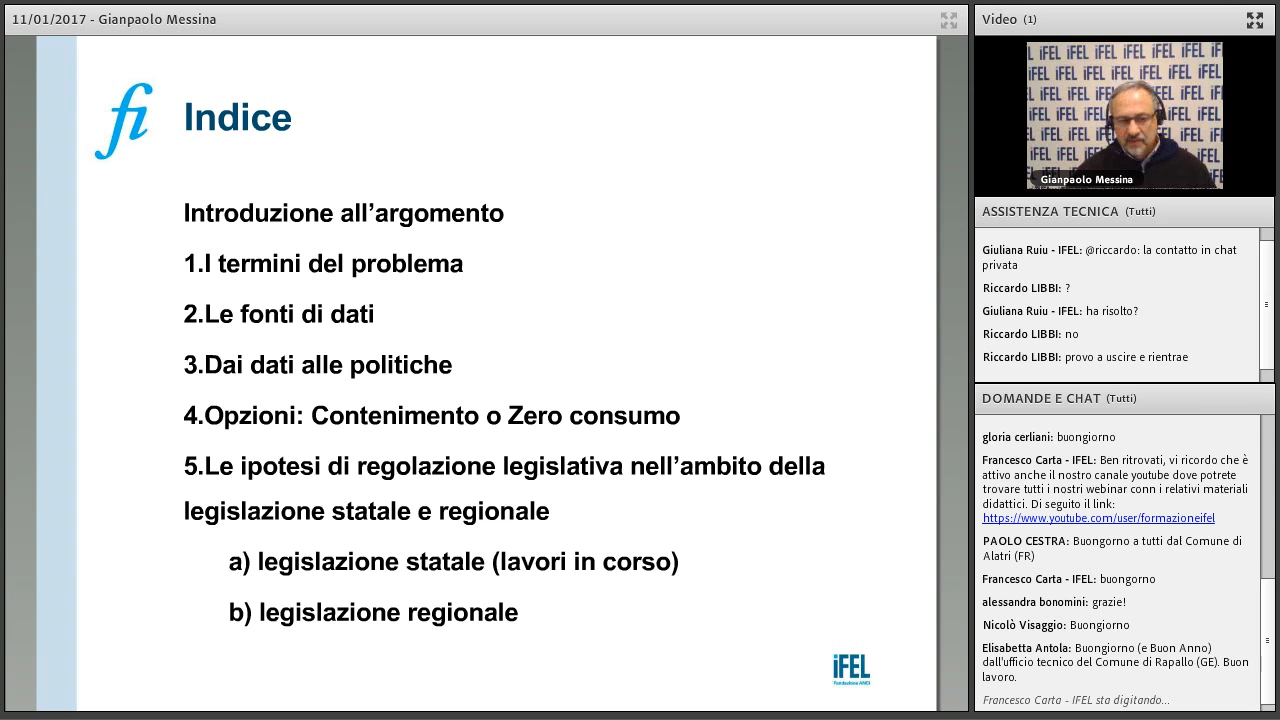 11/01/2017 - Gianpaolo Messina
fi
Indice
Introduzione all’argomento
1.I termini del problema
2.Le fonti di dati
3.Dai dati alle politiche
4.Opzioni: Contenimento o Zero consumo
5.Le ipotesi di regolazione legislativa nell’ambito della
legislazione statale e regionale
a) legislazione statale (lavori in corso)
b) legislazione regionale
iFEL
Fondazione ANCI
Video (1)
iFEL iFEL iFEL iFEL
Gianpaolo Messina
ASSISTENZA TECNICA (Tutti)
Giuliana Ruiu - IFEL: @riccardo: la contatto in chat
privata
Riccardo LIBBI: ?
Giuliana Ruiu - IFEL: ha risolto?
Riccardo LIBBI: no
Riccardo LIBBI: provo a uscire e rientrae
DOMANDE E CHAT (Tutti)
gloria cerliani: buongiorno
Francesco Carta - IFEL: Ben ritrovati, vi ricordo che è
attivo anche il nostro canale youtube dove potrete
trovare tutti i nostri webinar conn i relativi materiali
didattici. Di seguito il link:
https://www.youtube.com/user/formazioneifel
PAOLO CESTRA: Buongorno a tutti dal Comune di
Alatri (FR)
Francesco Carta - IFEL: buongorno
alessandra bonomini: grazie!
Nicolò Visaggio: Buongiorno
Elisabetta Antola: Buongiorno (e Buon Anno)
dall'ufficio tecnico del Comune di Rapallo (GE). Buon
lavoro.
Francesco Carta - IFEL sta digitando...